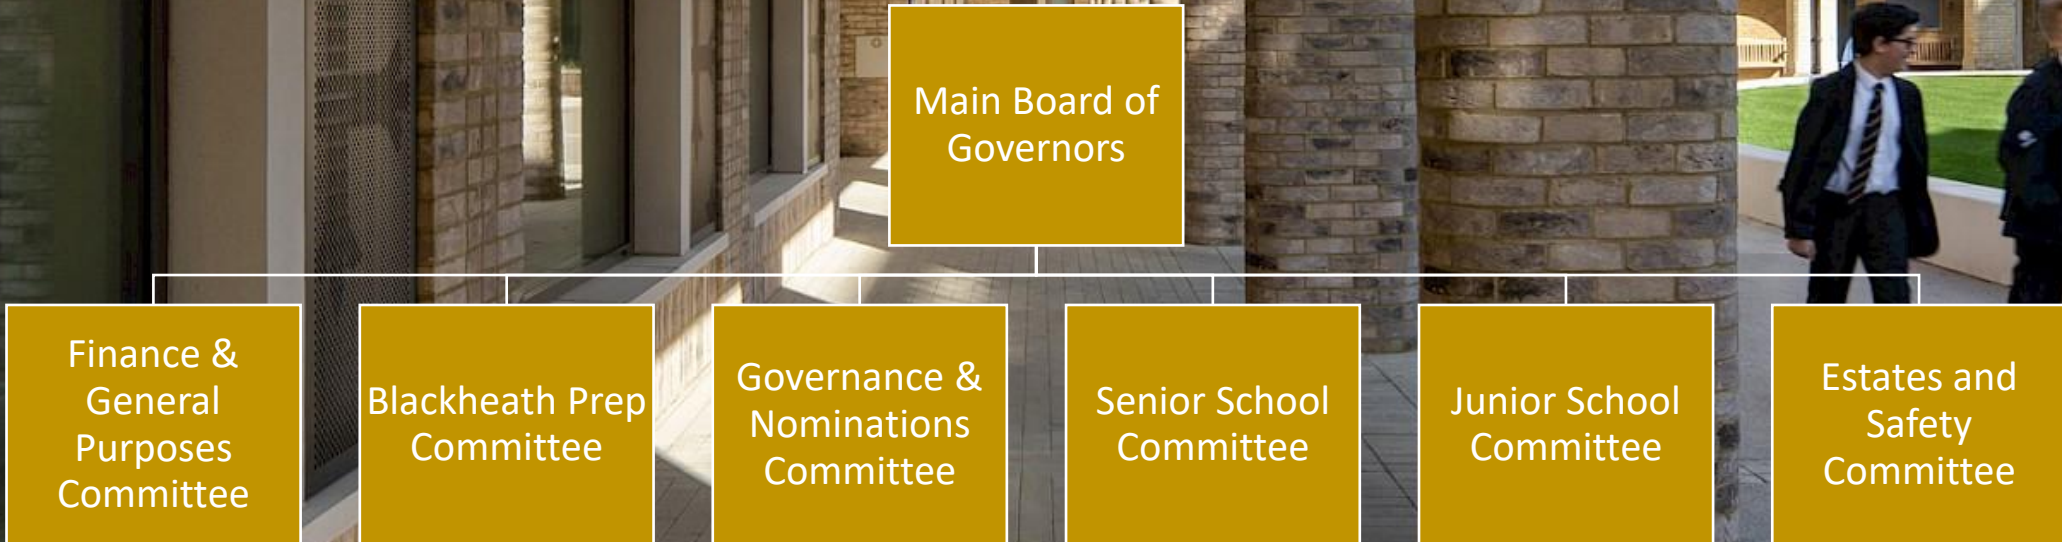 Main Board of
Governors
Finance &
General
Purposes
Committee
Blackheath Prep
Committee
Governance &
Nominations
Committee
Senior School
Committee
Junior School
Committee
Estates and
Safety
Committee